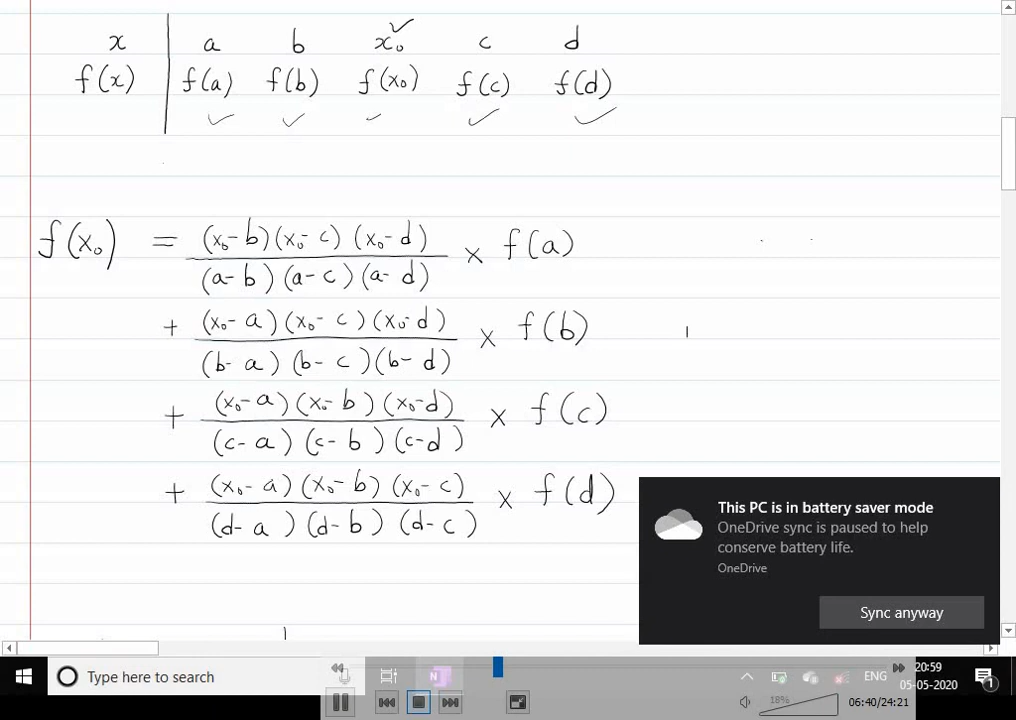 x a b x₀ c d
f(x) f(a) f(b) f(x₀) f(c) f(d)
f(x₀) = (x₀-b)(x₀-c)(x₀-d) / (a-b)(a-c)(a-d) × f(a)
+ (x₀-a)(x₀-c)(x₀-d) / (b-a)(b-c)(b-d) × f(b)
+ (x₀-a)(x₀-b)(x₀-d) / (c-a)(c-b)(c-d) × f(c)
+ (x₀-a)(x₀-b)(x₀-c) / (d-a)(d-b)(d-c) × f(d)
This PC is in battery saver mode
OneDrive sync is paused to help
conserve battery life.
OneDrive
Sync anyway
Type here to search
ENG
20:59
05-05-2020
1
18%
06:40/24:21